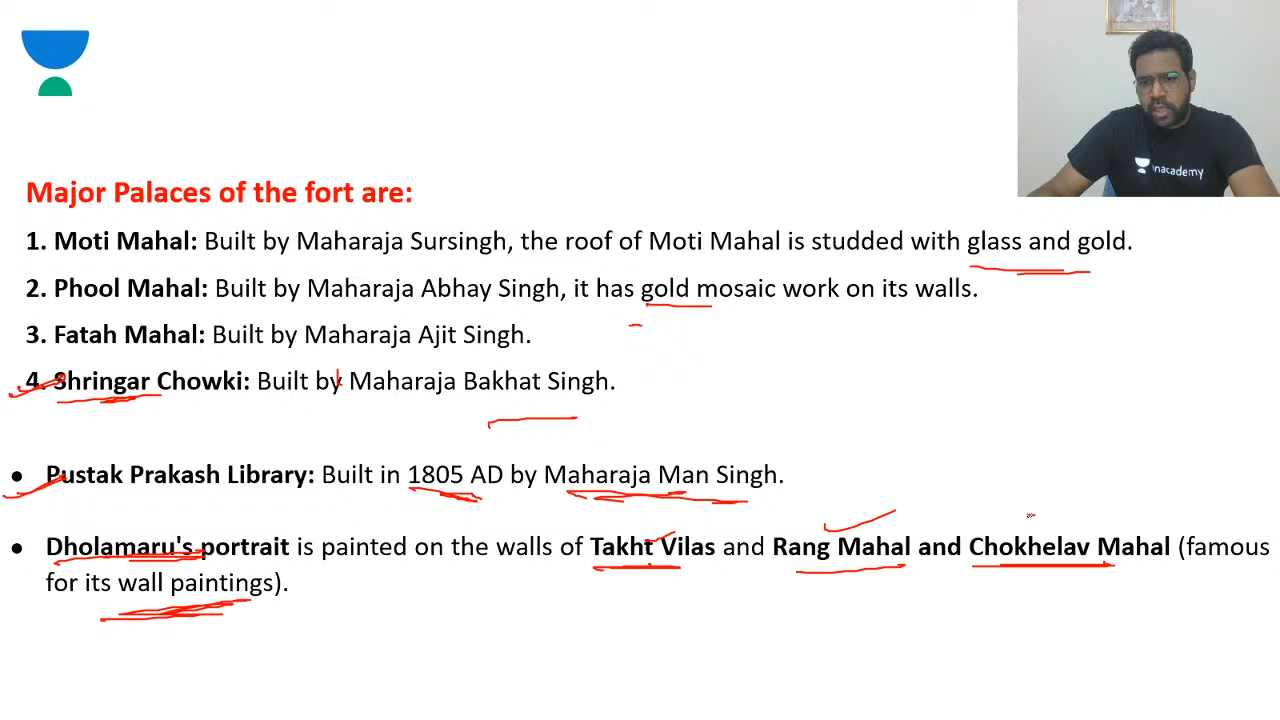 unacademy
Major Palaces of the fort are:
1. Moti Mahal: Built by Maharaja Sursingh, the roof of Moti Mahal is studded with glass and gold.
2. Phool Mahal: Built by Maharaja Abhay Singh, it has gold mosaic work on its walls.
3. Fatah Mahal: Built by Maharaja Ajit Singh.
4. Shringar Chowki: Built by Maharaja Bakhat Singh.
• Pustak Prakash Library: Built in 1805 AD by Maharaja Man Singh.
• Dholamaru's portrait is painted on the walls of Takht Vilas and Rang Mahal and Chokhelav Mahal (famous
for its wall paintings).